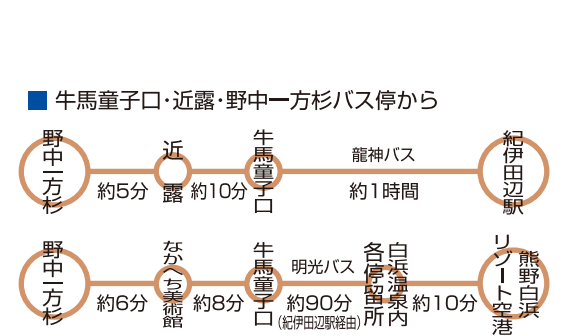 ■ 牛馬童子口・近露・野中一方杉バス停から
野中一方杉
約5分
近露
約10分
牛馬童子口
龍神バス
約1時間
紀伊田辺駅
野中一方杉
約6分
なかへち美術館
約8分
牛馬童子口
明光バス
約90分
(紀伊田辺駅経由)
白浜温泉内
各停留所
約10分
熊野白浜
リゾート空港